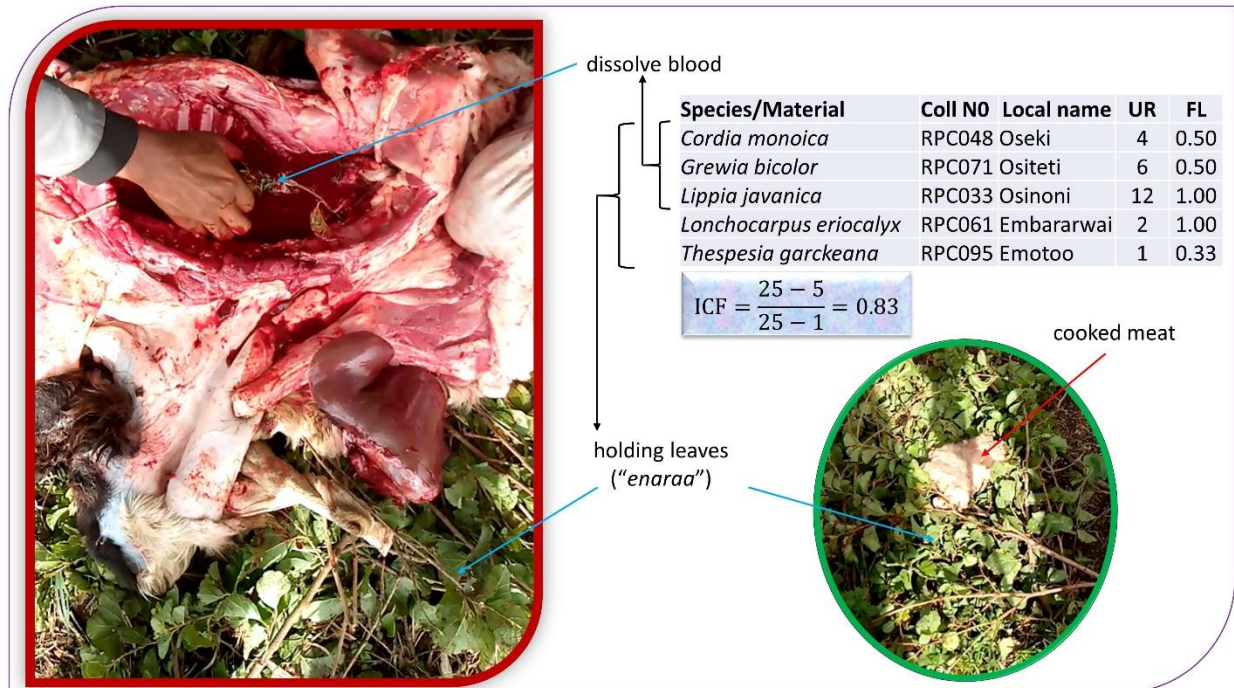 dissolve blood
Species/Material Coll N0 Local name UR FL
Cordia monoica RPC048 Oseki 4 0.50
Grewia bicolor RPC071 Ositeti 6 0.50
Lippia javanica RPC033 Osinoni 12 1.00
Lonchocarpus eriocalyx RPC061 Embararwai 2 1.00
Thespesia garckeana RPC095 Emotoo 1 0.33
ICF = (25 − 5)/(25 − 1) = 0.83
cooked meat
holding leaves
(“enaraa”)